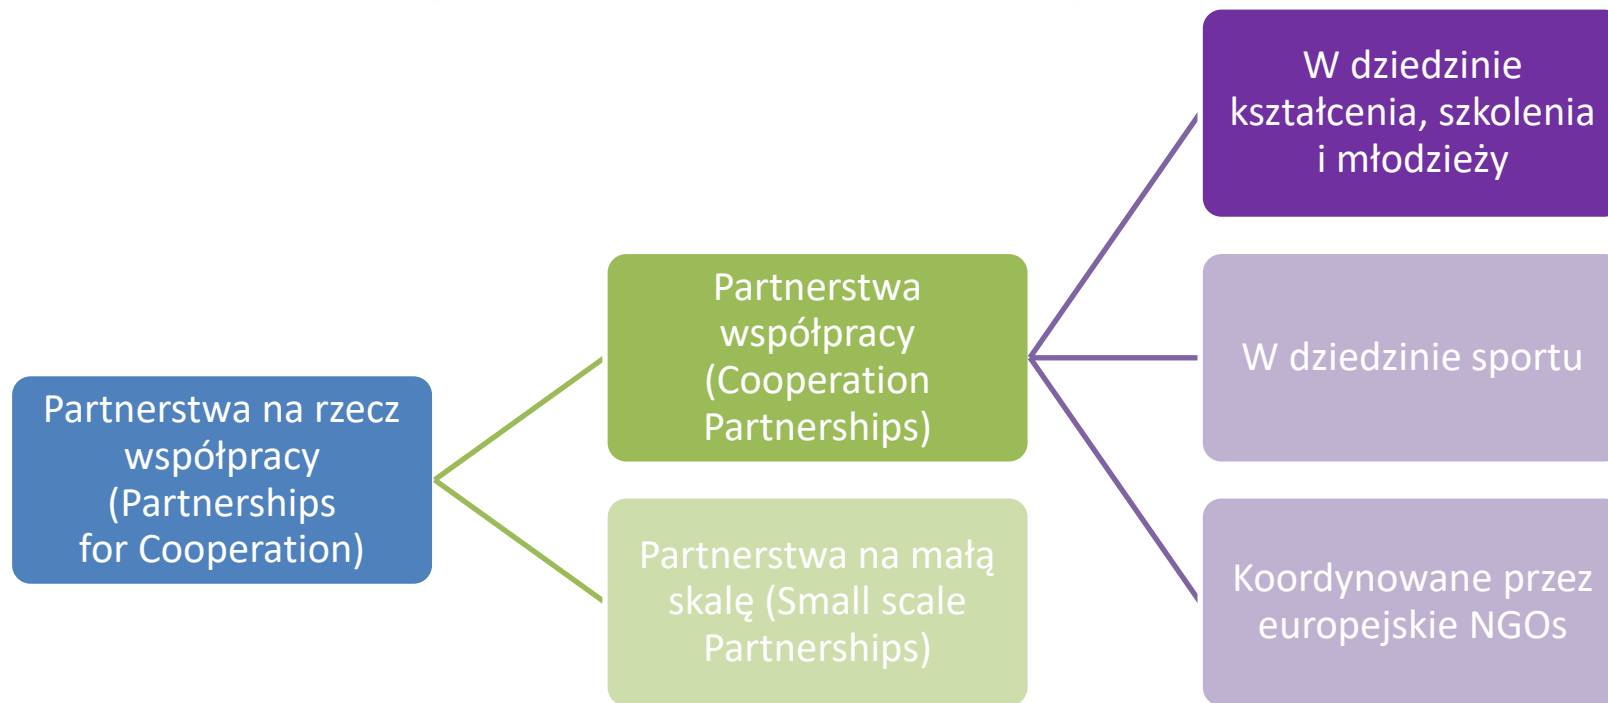 Partnerstwa na rzecz
współpracy
(Partnerships
for Cooperation)
Partnerstwa
współpracy
(Cooperation
Partnerships)
Partnerstwa na małą
skalę (Small scale
Partnerships)
W dziedzinie
kształcenia, szkolenia
i młodzieży
W dziedzinie sportu
Koordynowane przez
europejskie NGOs